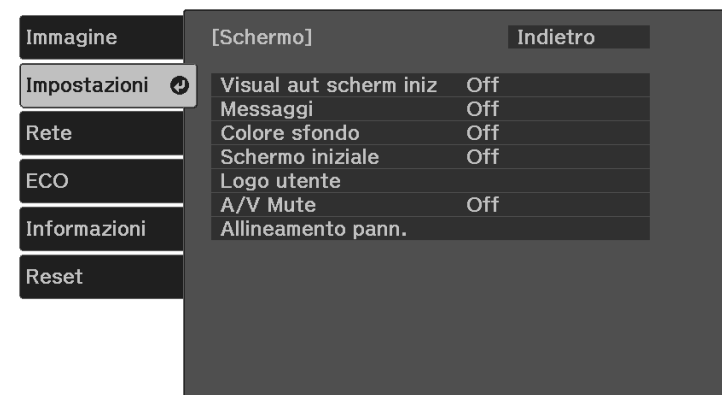 Immagine
Impostazioni
Rete
ECO
Informazioni
Reset
[Schermo] Indietro
Visual aut scherm iniz Off
Messaggi Off
Colore sfondo Off
Schermo iniziale Off
Logo utente
A/V Mute Off
Allineamento pann.